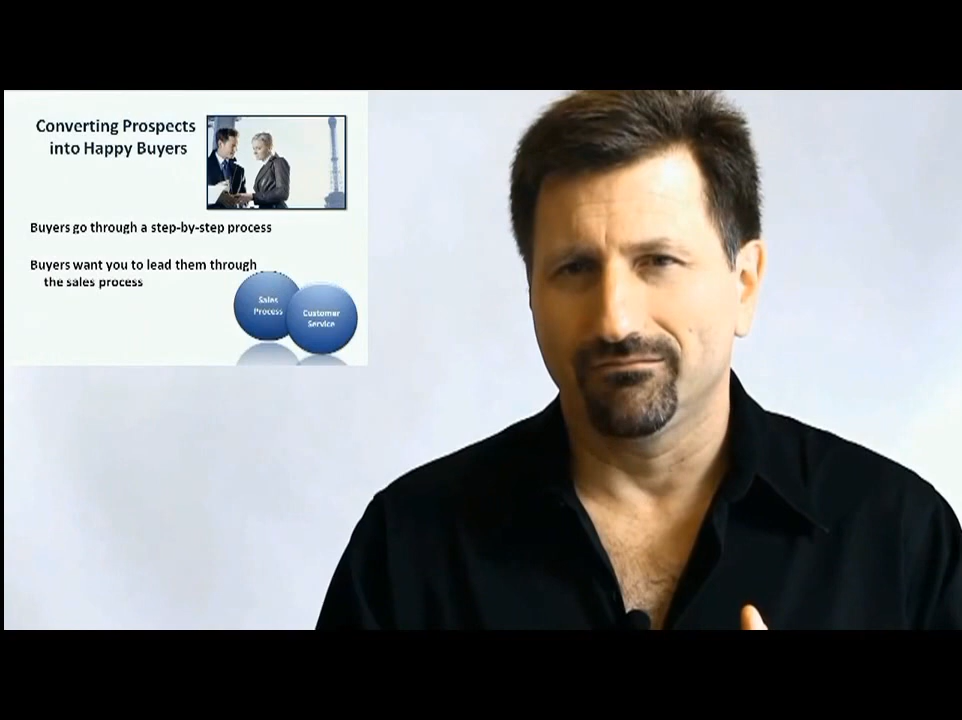 Converting Prospects
into Happy Buyers
Buyers go through a step-by-step process
Buyers want you to lead them through
the sales process
Sales
Process
Customer
Service